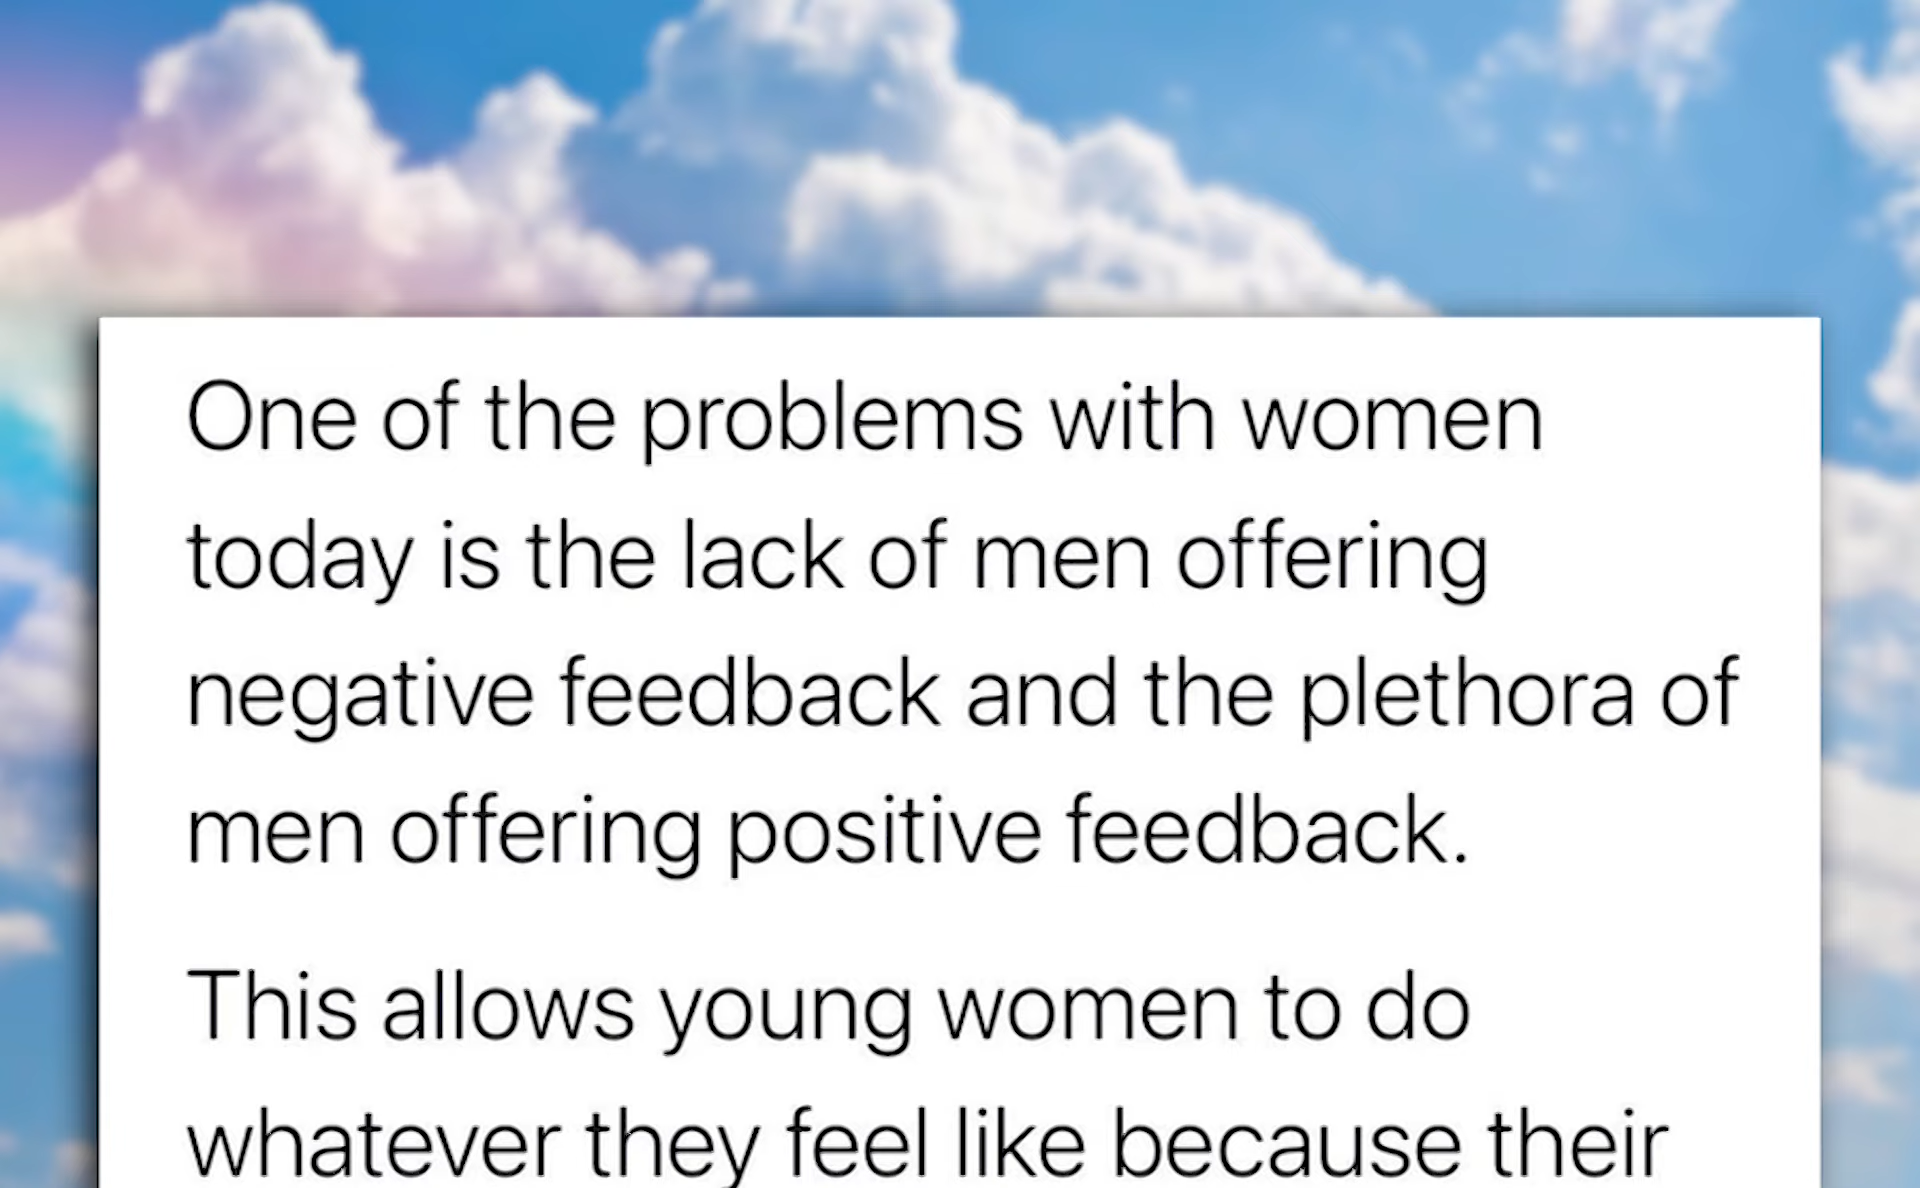 One of the problems with women
today is the lack of men offering
negative feedback and the plethora of
men offering positive feedback.
This allows young women to do
whatever they feel like because their